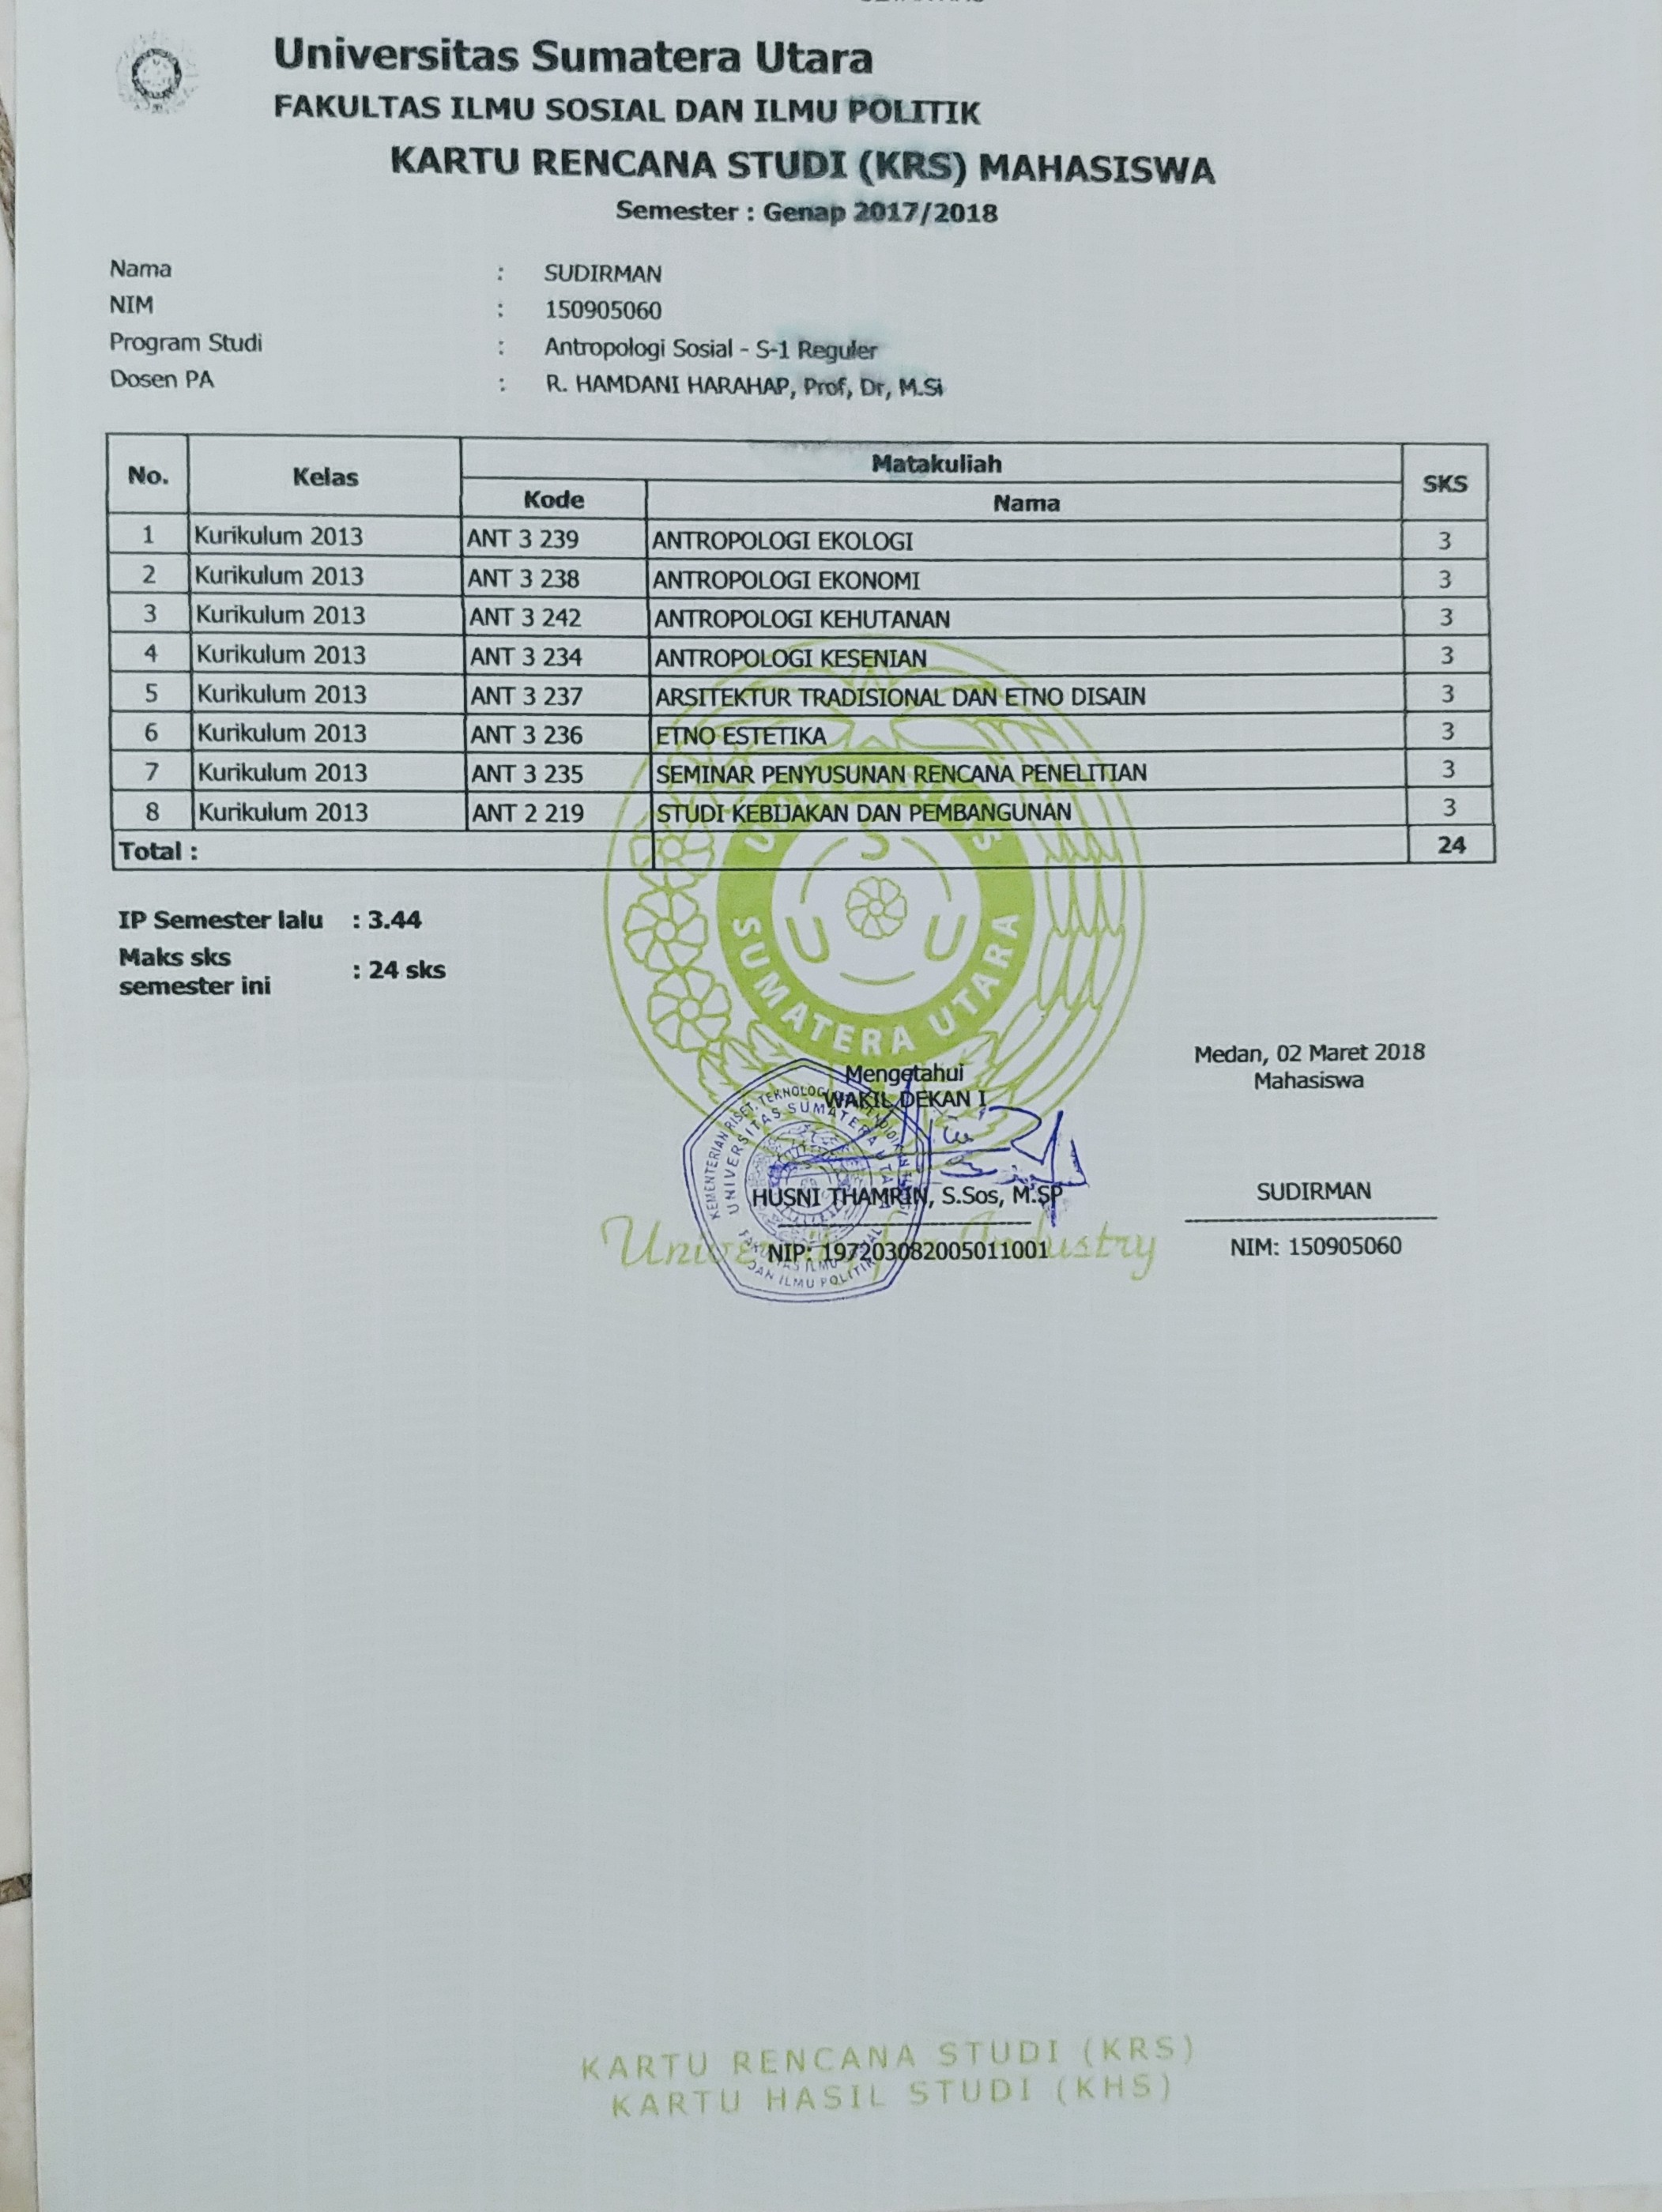 Universitas Sumatera Utara
FAKULTAS ILMU SOSIAL DAN ILMU POLITIK
KARTU RENCANA STUDI (KRS) MAHASISWA
Semester : Genap 2017/2018
Nama : SUDIRMAN
NIM : 150905060
Program Studi : Antropologi Sosial - S-1 Reguler
Dosen PA : R. HAMDANI HARAHAP, Prof, Dr, M.Si
No. Kelas Matakuliah SKS
Kode Nama
1 Kurikulum 2013 ANT 3 239 ANTROPOLOGI EKOLOGI 3
2 Kurikulum 2013 ANT 3 238 ANTROPOLOGI EKONOMI 3
3 Kurikulum 2013 ANT 3 242 ANTROPOLOGI KEHUTANAN 3
4 Kurikulum 2013 ANT 3 234 ANTROPOLOGI KESENIAN 3
5 Kurikulum 2013 ANT 3 237 ARSITEKTUR TRADISIONAL DAN ETNO DISAIN 3
6 Kurikulum 2013 ANT 3 236 ETNO ESTETIKA 3
7 Kurikulum 2013 ANT 3 235 SEMINAR PENYUSUNAN RENCANA PENELITIAN 3
8 Kurikulum 2013 ANT 2 219 STUDI KEBIJAKAN DAN PEMBANGUNAN 3
Total : 24
UNIVERSITAS
SUMATERA UTARA
U S U
IP Semester lalu : 3.44
Maks sks
semester ini : 24 sks
Medan, 02 Maret 2018
Mahasiswa
Mengetahui
WAKIL DEKAN I,
KEMENTERIAN RISET, TEKNOLOGI
UNIVERSITAS SUMATERA UTARA
FAKULTAS ILMU SOSIAL
DAN ILMU POLITIK
HUSNI THAMRIN, S.Sos, M.SP
NIP: 197203082005011001
SUDIRMAN
NIM: 150905060
University for Industry
KARTU RENCANA STUDI (KRS)
KARTU HASIL STUDI (KHS)